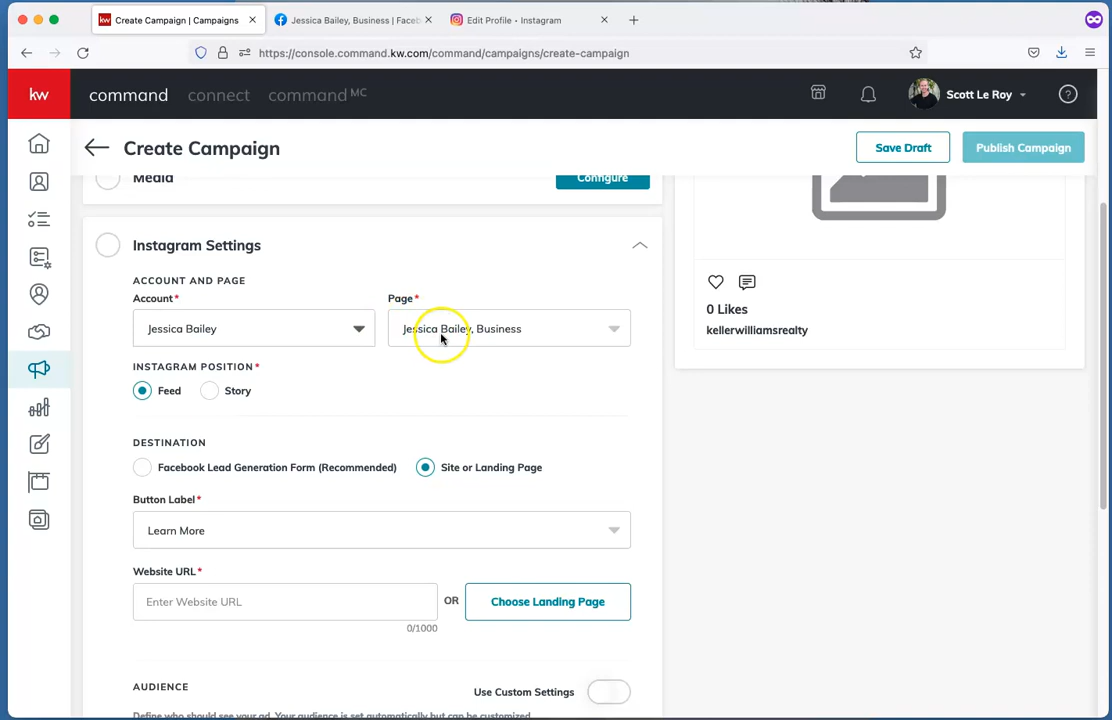 Create Campaign | Campaigns
Jessica Bailey, Business | Faceb
Edit Profile • Instagram
https://console.command.kw.com/command/campaigns/create-campaign
kw
command
connect
command MC
Scott Le Roy
?
Create Campaign
Save Draft
Publish Campaign
Media
Configure
Instagram Settings
ACCOUNT AND PAGE
Account*
Page*
Jessica Bailey
Jessica Bailey, Business
INSTAGRAM POSITION*
Feed
Story
DESTINATION
Facebook Lead Generation Form (Recommended)
Site or Landing Page
Button Label*
Learn More
Website URL*
Enter Website URL
OR
Choose Landing Page
0/1000
AUDIENCE
Use Custom Settings
Define who should see your ad. Your audience is set automatically but can be customized
0 Likes
kellerwilliamsrealty